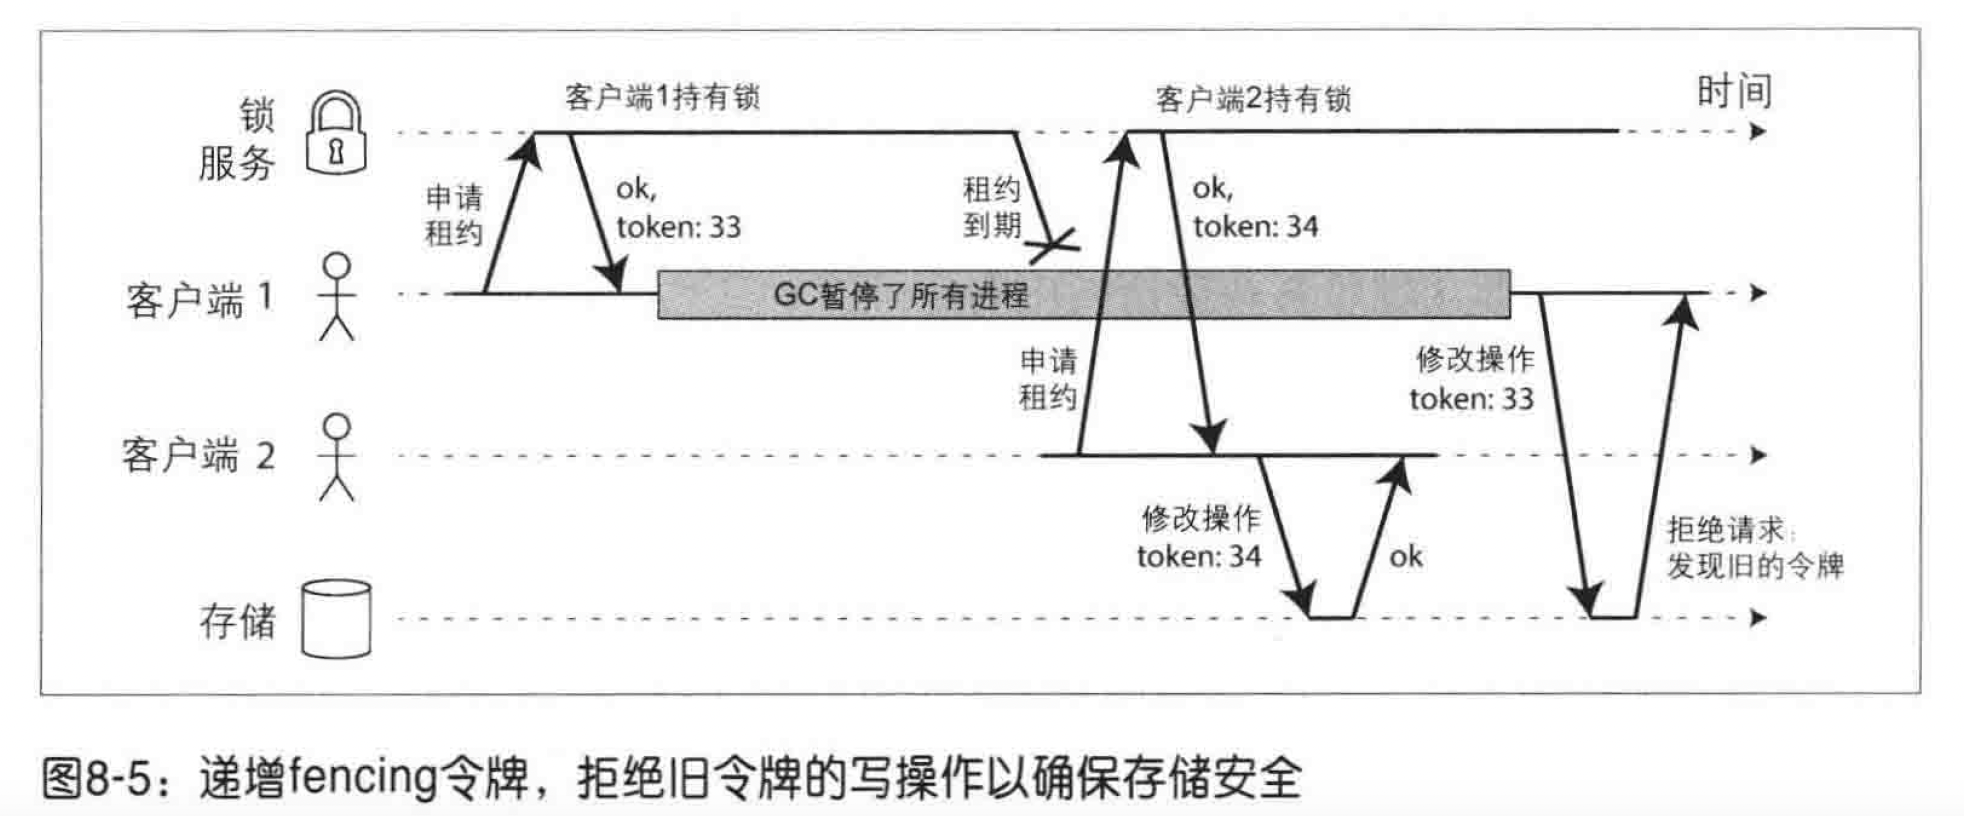 客户端1持有锁
客户端2持有锁
时间
锁
服务
申请
租约
ok,
token: 33
租约
到期
ok,
token: 34
客户端 1
GC暂停了所有进程
申请
租约
修改操作
token: 33
客户端 2
修改操作
token: 34
ok
拒绝请求:
发现旧的令牌
存储
图8-5：递增fencing令牌，拒绝旧令牌的写操作以确保存储安全